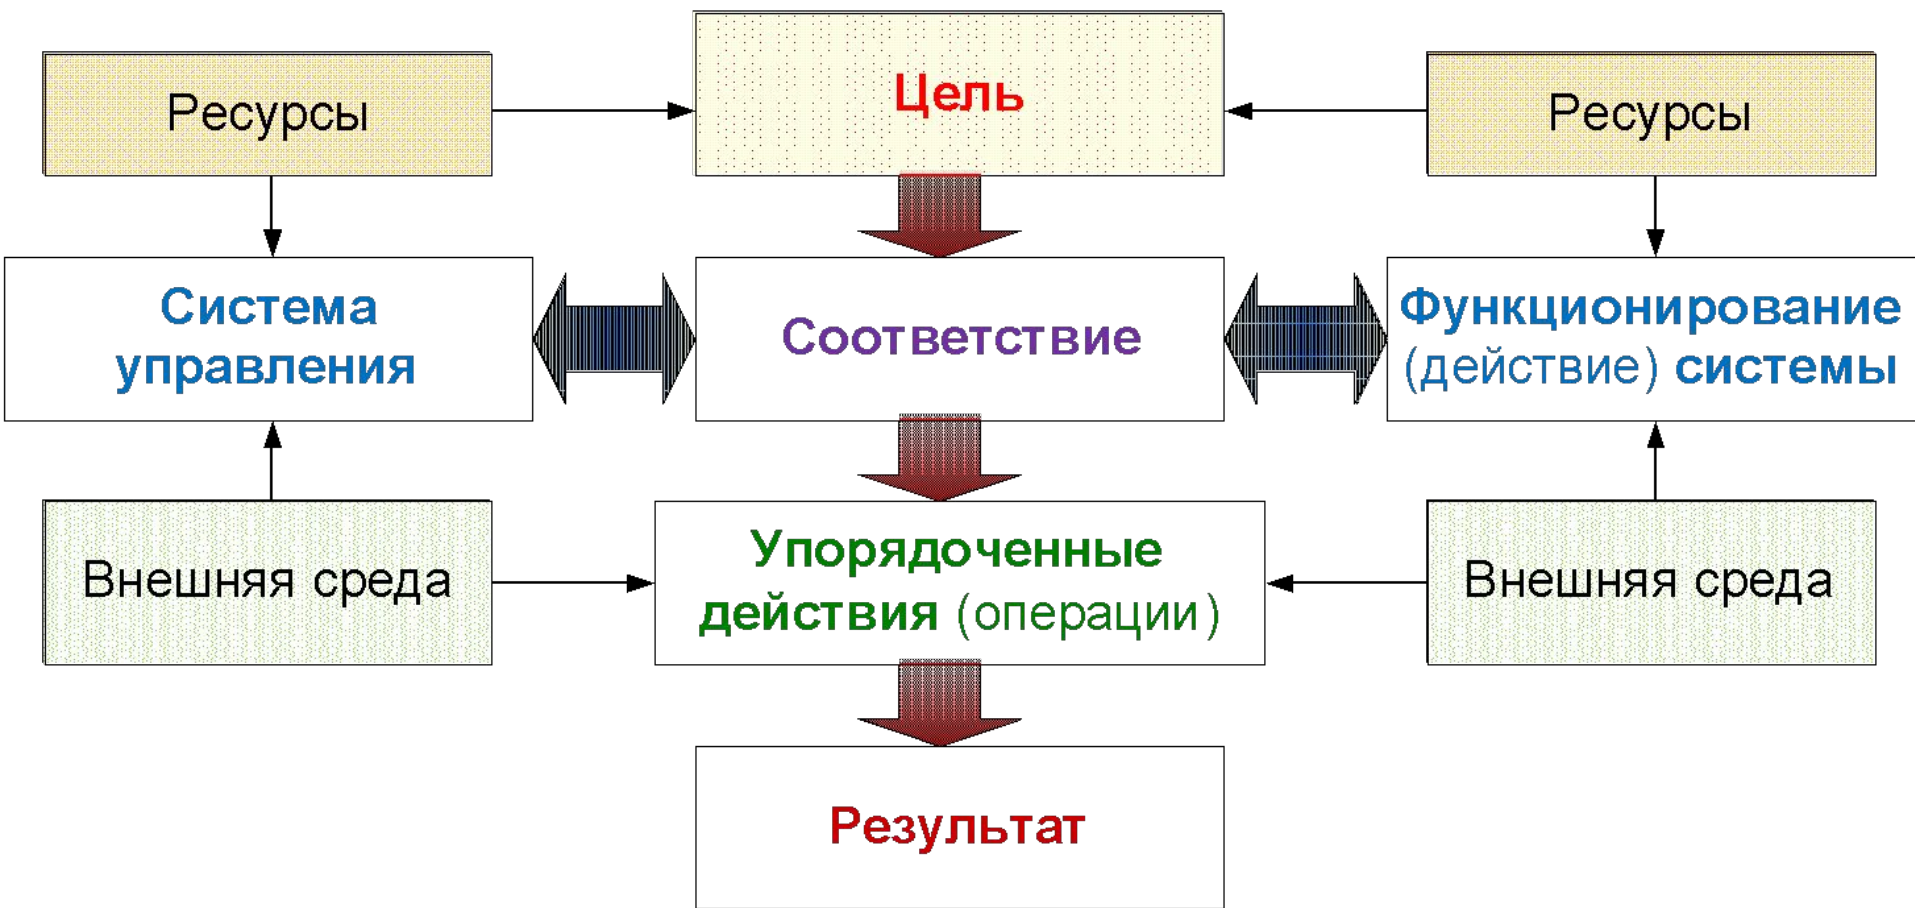 Ресурсы
Цель
Ресурсы
Система
управления
Соответствие
Функционирование
(действие) системы
Внешняя среда
Упорядоченные
действия (операции)
Внешняя среда
Результат